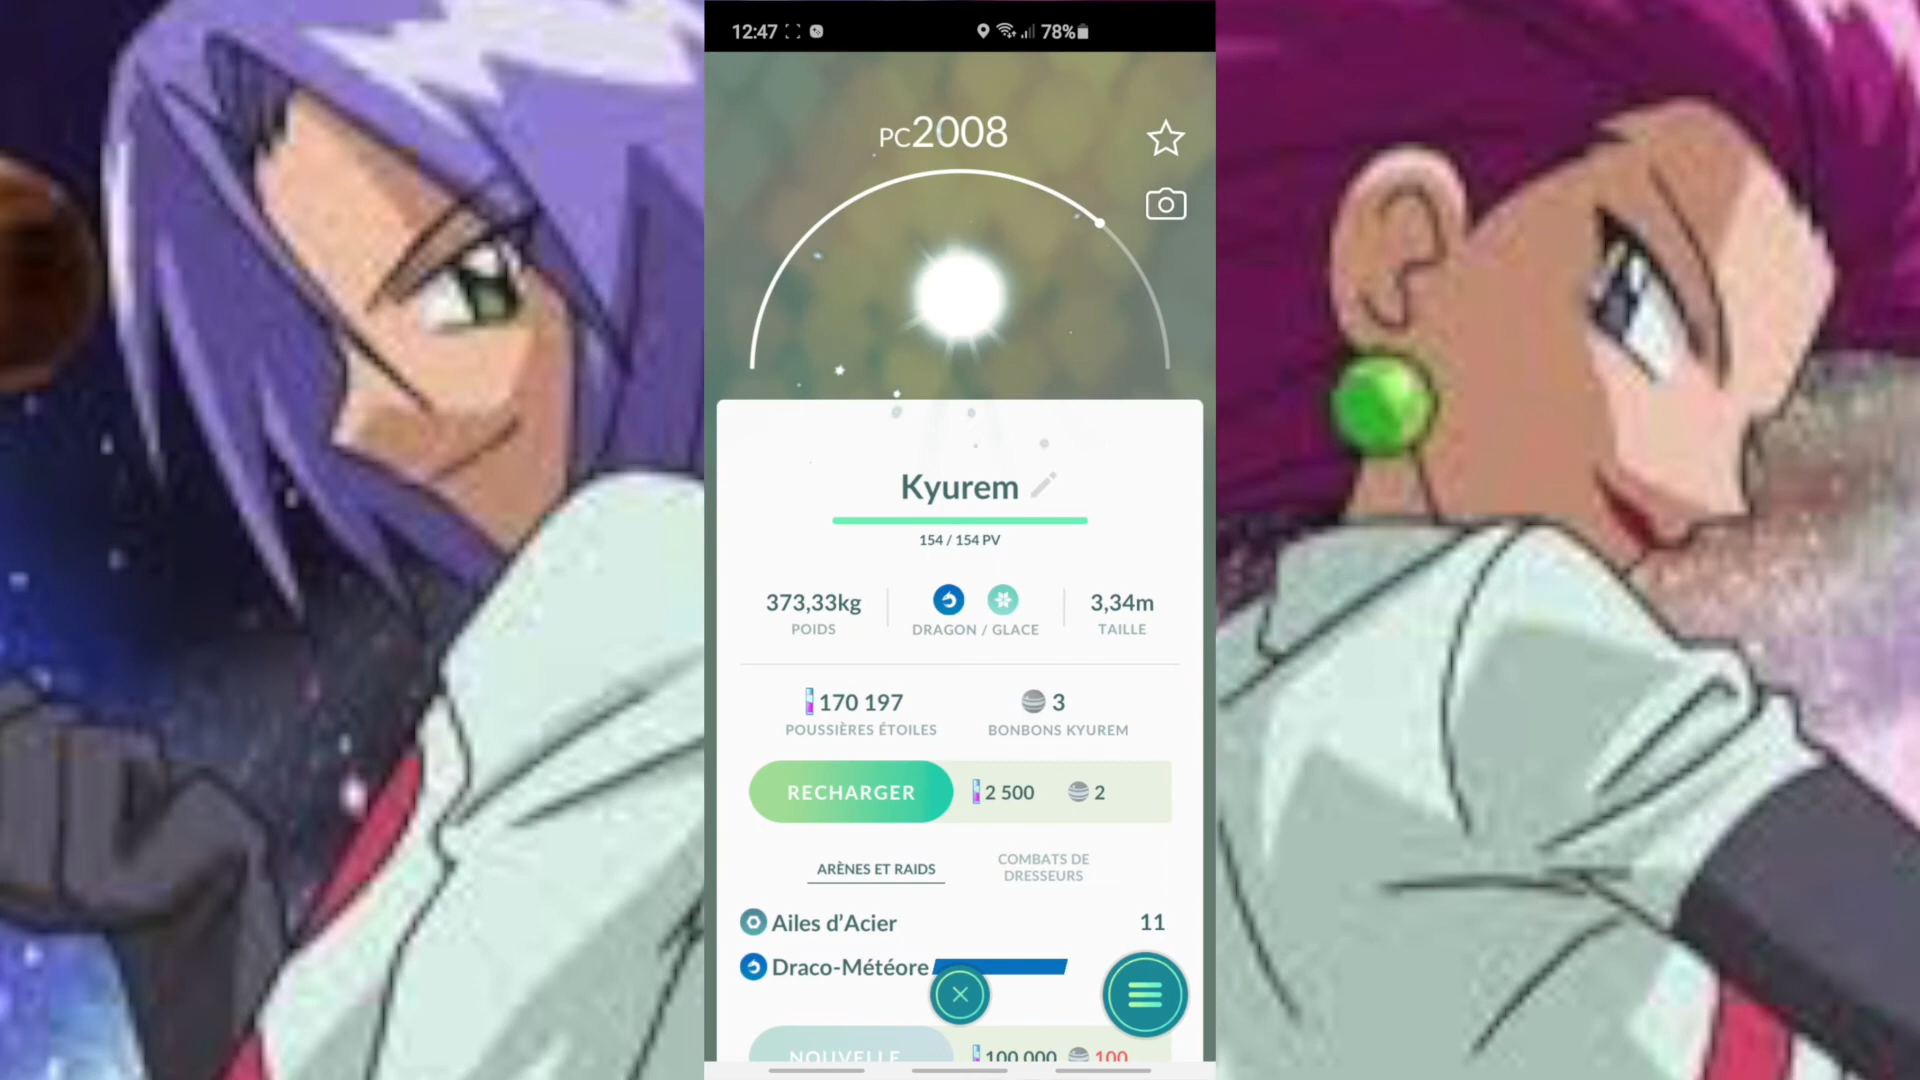 12:47 78%
PC2008
Kyurem
154 / 154 PV
373,33kg
POIDS
DRAGON / GLACE
3,34m
TAILLE
170 197
POUSSIÈRES ÉTOILES
3
BONBONS KYUREM
RECHARGER 2 500 2
ARÈNES ET RAIDS
COMBATS DE
DRESSEURS
Ailes d'Acier 11
Draco-Météore
NOUVELLE 100 000 100